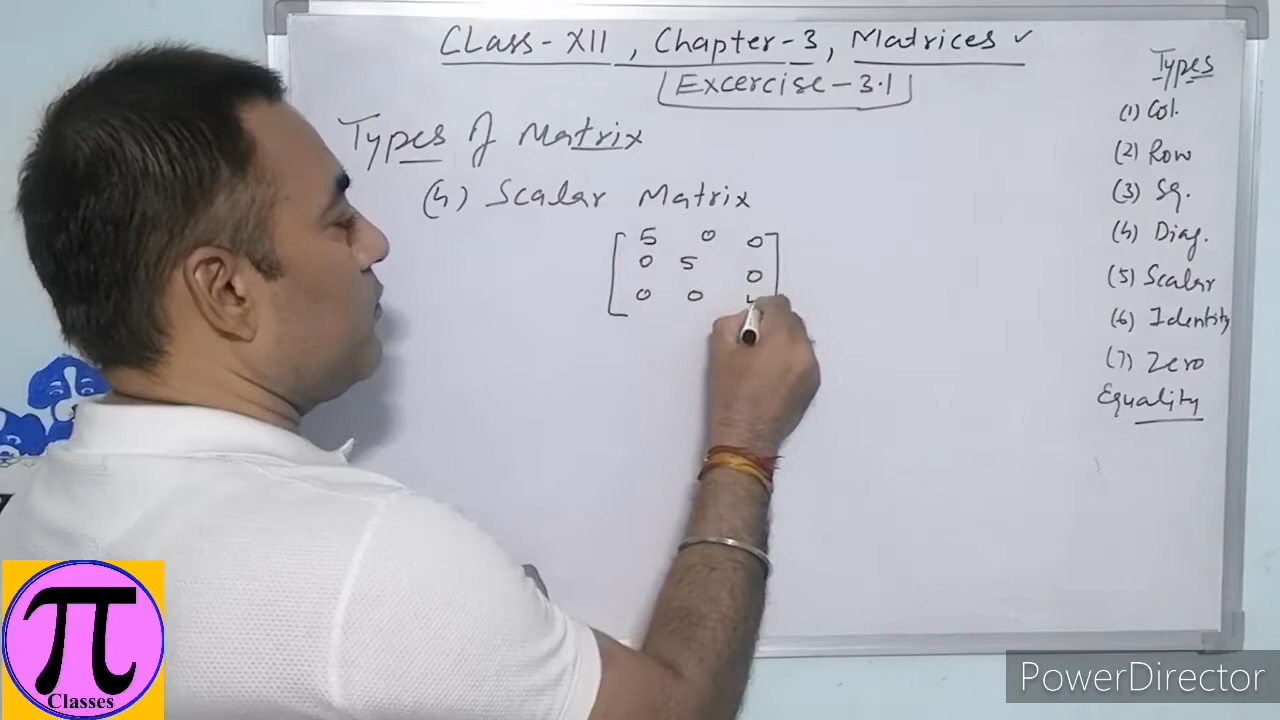 CLass-XII, Chapter-3, Matrices ✓
Excercise-3.1
Types of Matrix
(4) Scalar Matrix
5 0 0
0 5 0
0 0
Types
(1) Col.
(2) Row
(3) Sq.
(4) Diag.
(5) Scalar
(6) Identity
(7) Zero
Equality
π
Classes
PowerDirector